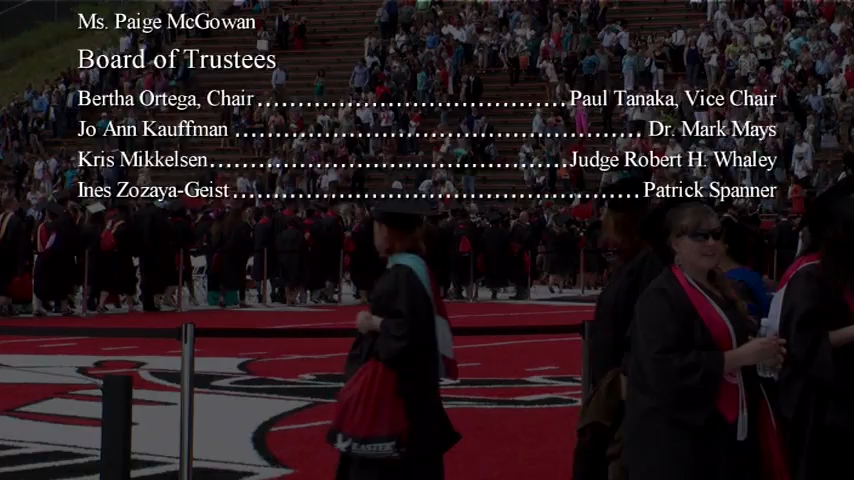 Ms. Paige McGowan
Board of Trustees
Bertha Ortega, Chair......................................Paul Tanaka, Vice Chair
Jo Ann Kauffman ..................................................Dr. Mark Mays
Kris Mikkelsen............................................Judge Robert H. Whaley
Ines Zozaya-Geist ..................................................Patrick Spanner
EASTERN